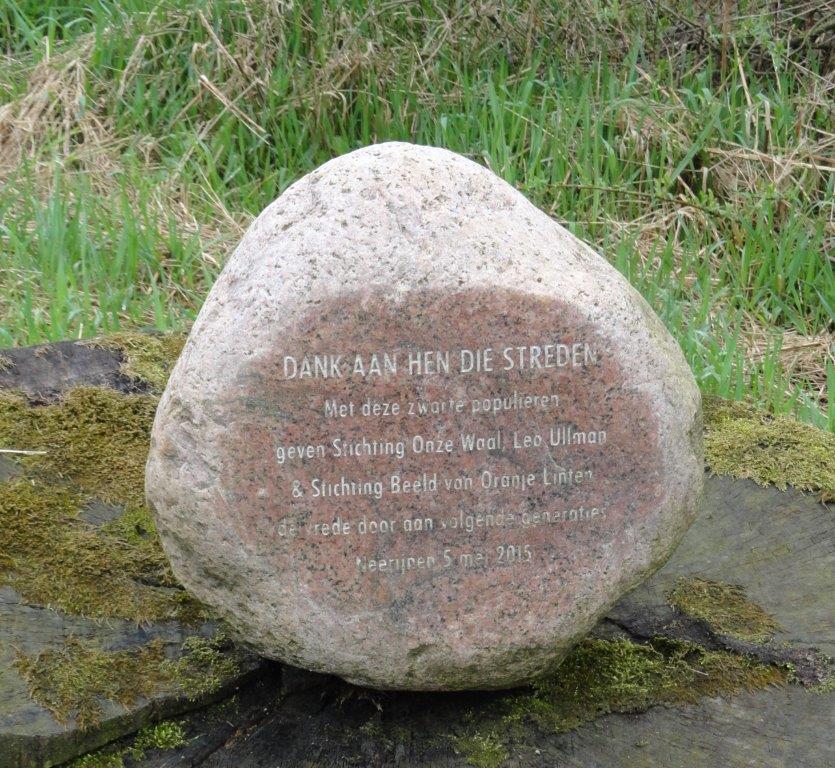 DANK AAN HEN DIE STREDEN
Met deze zwarte populieren
geven Stichting Onze Waal, Leo Ullman
& Stichting Beeld van Oranje Linten
de vrede door aan volgende generaties
Neerijnen 5 mei 2015